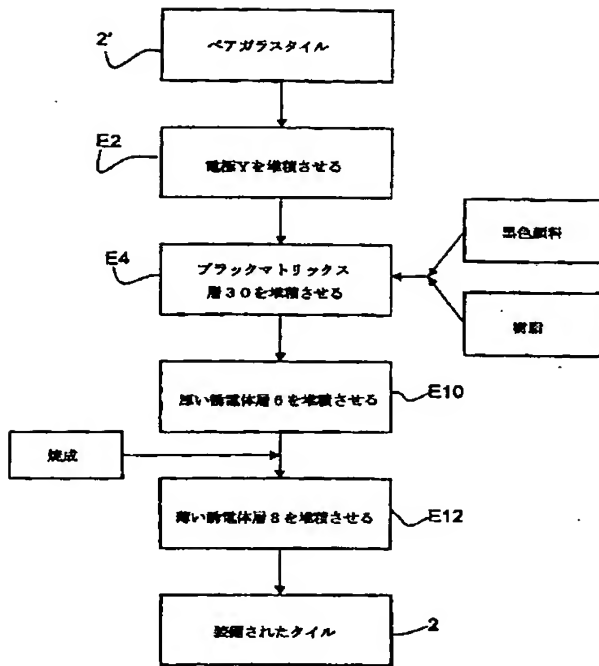 2'
ベアガラスタイル
E2
電極Yを堆積させる
E4
ブラックマトリックス
層30を堆積させる
黒色顔料
樹脂
厚い誘電体層6を堆積させる
E10
焼成
薄い誘電体層8を堆積させる
E12
装備されたタイル
2